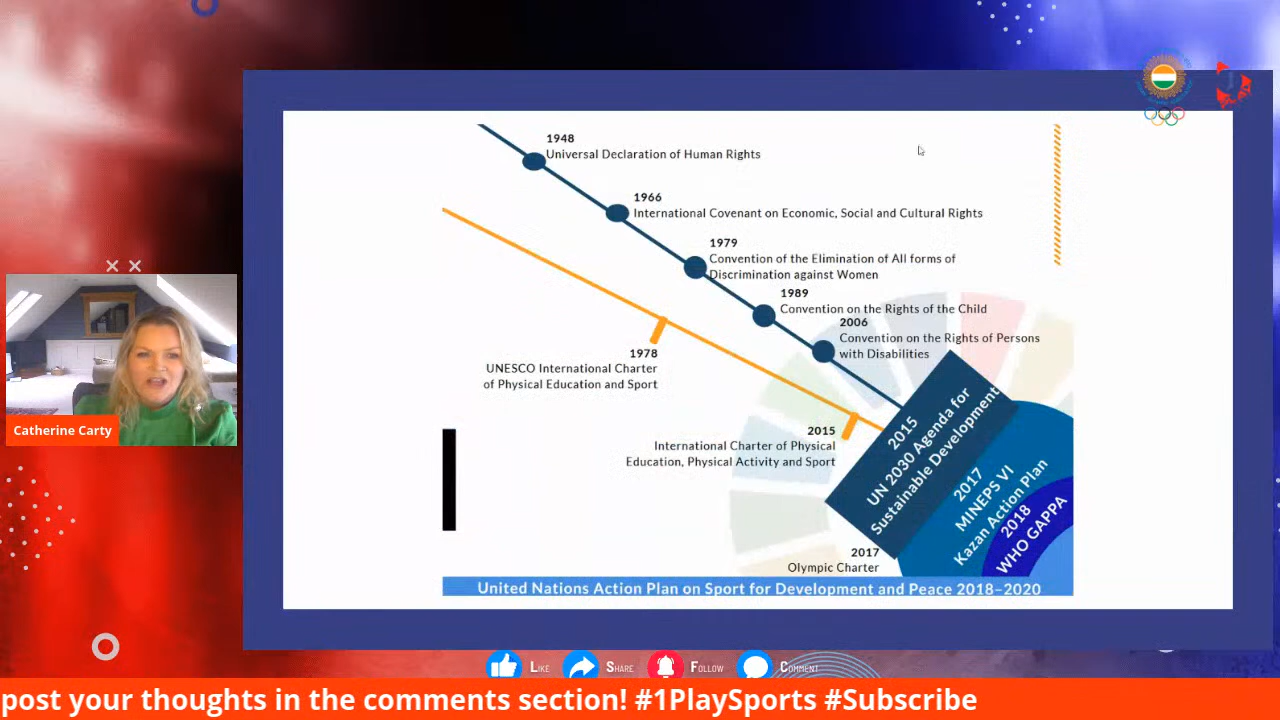 1948
Universal Declaration of Human Rights
1966
International Covenant on Economic, Social and Cultural Rights
1979
Convention of the Elimination of All forms of
Discrimination against Women
1989
Convention on the Rights of the Child
2006
Convention on the Rights of Persons
with Disabilities
1978
UNESCO International Charter
of Physical Education and Sport
2015
International Charter of Physical
Education, Physical Activity and Sport
2015
UN 2030 Agenda for
Sustainable Development
2017
MINEPS VI
Kazan Action Plan
2018
WHO GAPPA
2017
Olympic Charter
United Nations Action Plan on Sport for Development and Peace 2018–2020
Catherine Carty
Like
Share
Follow
Comment
post your thoughts in the comments section! #1PlaySports #Subscribe